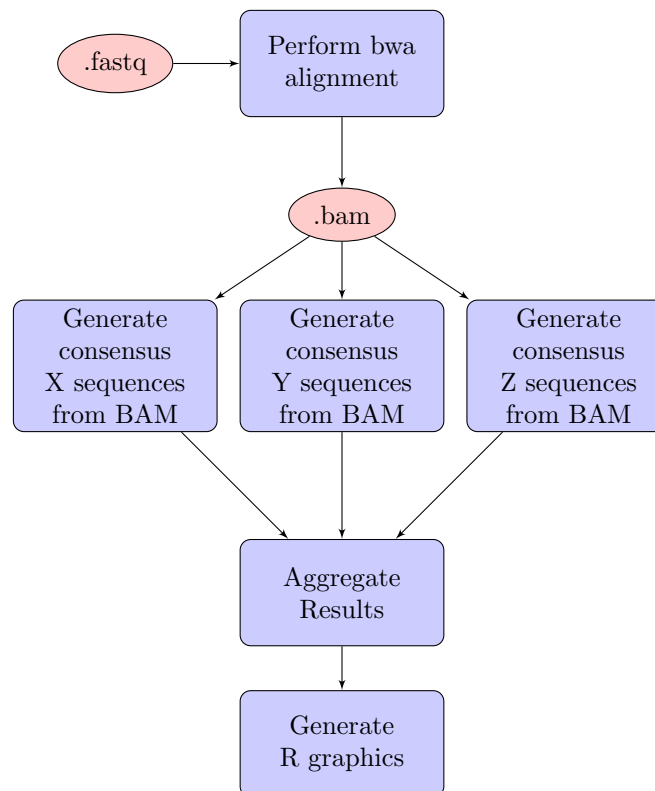 .fastq
Perform bwa
alignment
.bam
Generate
consensus
X sequences
from BAM
Generate
consensus
Y sequences
from BAM
Generate
consensus
Z sequences
from BAM
Aggregate
Results
Generate
R graphics